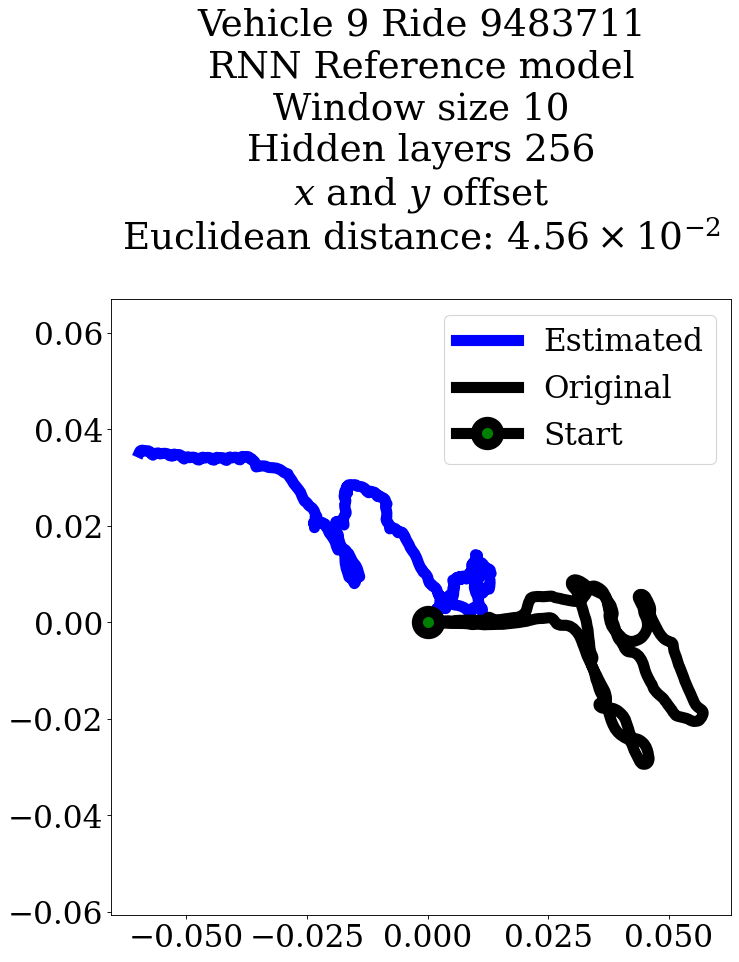 Vehicle 9 Ride 9483711
RNN Reference model
Window size 10
Hidden layers 256
x and y offset
Euclidean distance: 4.56 × 10⁻²
Estimated
Original
Start
0.06
0.04
0.02
0.00
−0.02
−0.04
−0.06
−0.050 −0.025 0.000 0.025 0.050